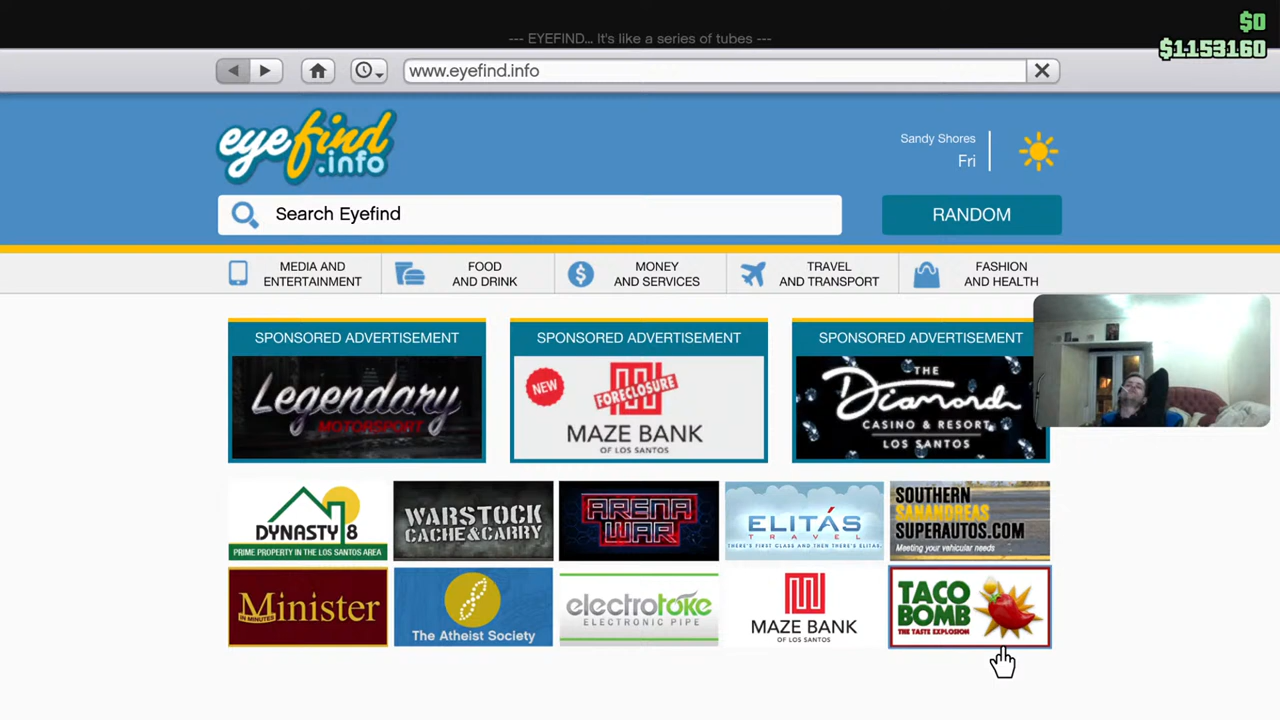 $0
--- EYEFIND... It's like a series of tubes ---
$1153160
www.eyefind.info
eyefind
.info
Sandy Shores
Fri
Search Eyefind
RANDOM
MEDIA AND
ENTERTAINMENT
FOOD
AND DRINK
MONEY
AND SERVICES
TRAVEL
AND TRANSPORT
FASHION
AND HEALTH
SPONSORED ADVERTISEMENT
Legendary
MOTORSPORT
SPONSORED ADVERTISEMENT
NEW
FORECLOSURE
MAZE BANK
OF LOS SANTOS
SPONSORED ADVERTISEMENT
THE
Diamond
CASINO & RESORT
LOS SANTOS
DYNASTY 8
PRIME PROPERTY IN THE LOS SANTOS AREA
WARSTOCK
CACHE & CARRY
ARENA
WAR
ELITÁS
TRAVEL
THERE'S FIRST CLASS AND THEN THERE'S ELITAS.
SOUTHERN
SANANDREAS
SUPERAUTOS.COM
Meeting your vehicular needs
Minister
IN MINUTES
The Atheist Society
electrotoke
ELECTRONIC PIPE
MAZE BANK
OF LOS SANTOS
TACO
BOMB
THE TASTE EXPLOSION